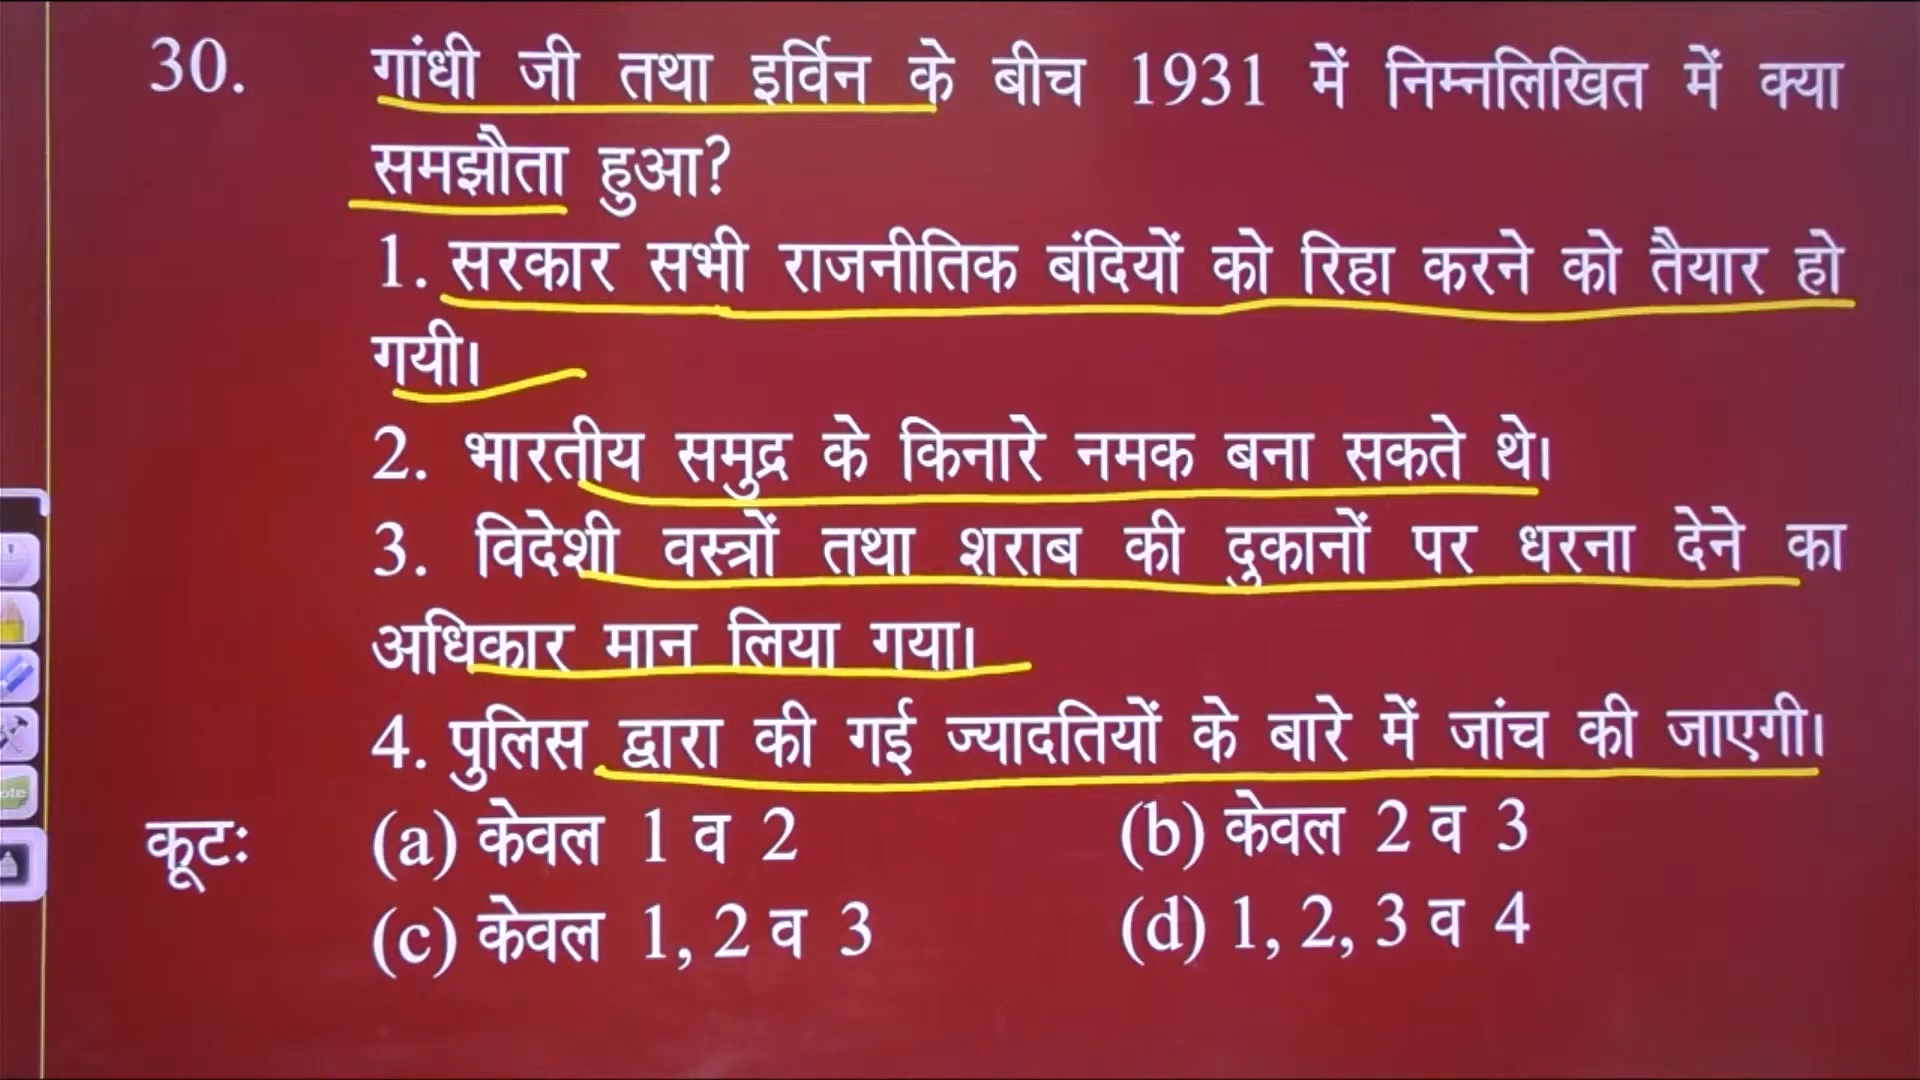 30. गांधी जी तथा इर्विन के बीच 1931 में निम्नलिखित में क्या
समझौता हुआ?
1. सरकार सभी राजनीतिक बंदियों को रिहा करने को तैयार हो
गयी।
2. भारतीय समुद्र के किनारे नमक बना सकते थे।
3. विदेशी वस्त्रों तथा शराब की दुकानों पर धरना देने का
अधिकार मान लिया गया।
4. पुलिस द्वारा की गई ज्यादतियों के बारे में जांच की जाएगी।
कूटः (a) केवल 1 व 2 (b) केवल 2 व 3
(c) केवल 1, 2 व 3 (d) 1, 2, 3 व 4